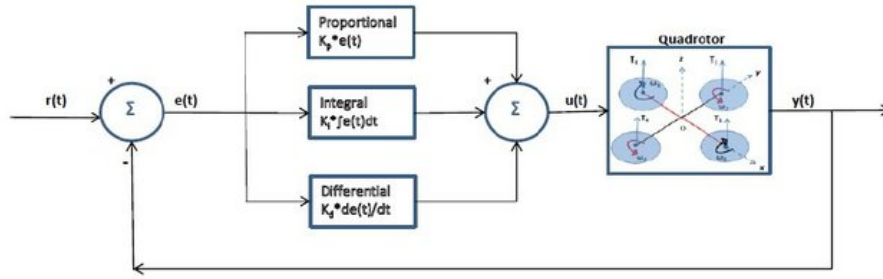 Proportional
Kp*e(t)
Quadrotor
+
r(t)
Σ
e(t)
Integral
Ki*∫e(t)dt
+
Σ
u(t)
y(t)
-
Differential
Kd*de(t)/dt
z
y
o
x